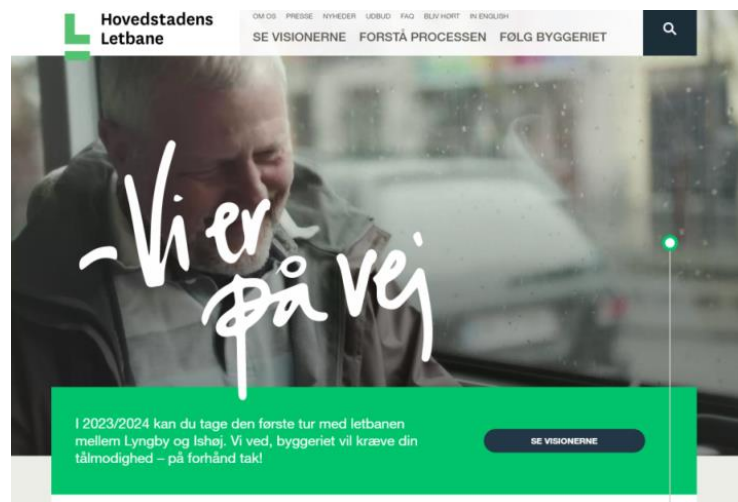 Hovedstadens
Letbane
OM OS PRESSE NYHEDER UDBUD FAQ BLIV HØRT IN ENGLISH
SE VISIONERNE FORSTÅ PROCESSEN FØLG BYGGERIET
- Vi er
på vej
I 2023/2024 kan du tage den første tur med letbanen
mellem Lyngby og Ishøj. Vi ved, byggeriet vil kræve din
tålmodighed – på forhånd tak!
SE VISIONERNE